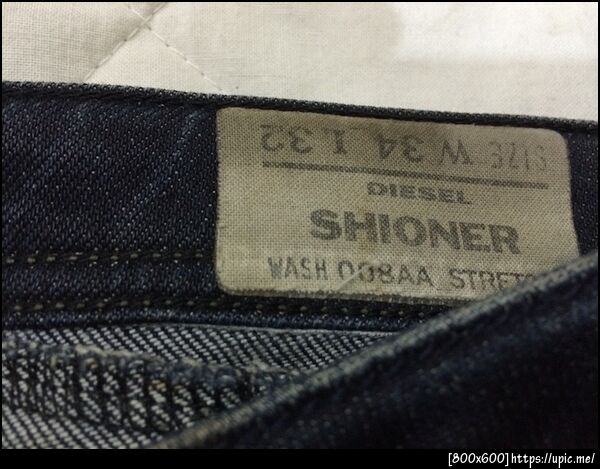 SIZE W 34 L 32
DIESEL
SHIONER
WASH 008AA STRETC
[800x600]https://upic.me/